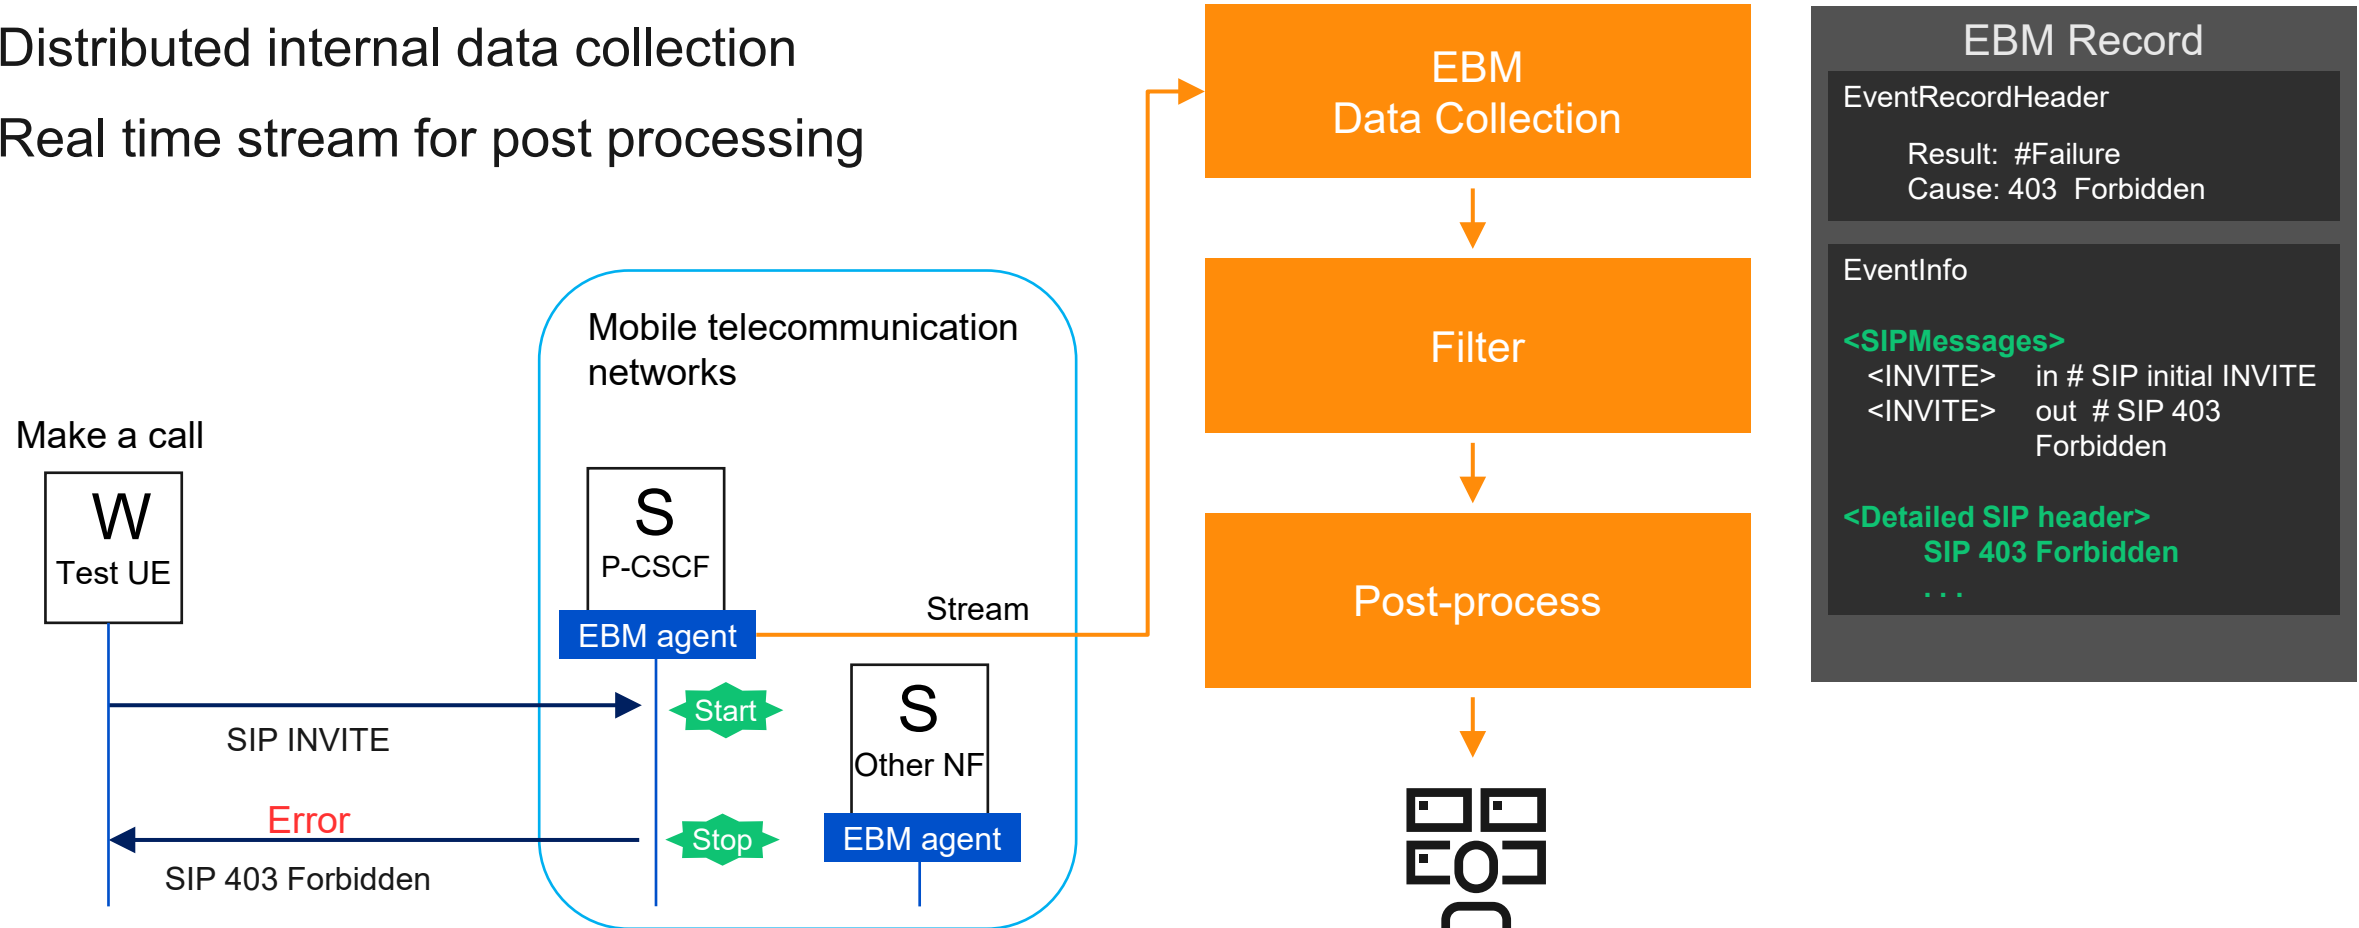 Distributed internal data collection
Real time stream for post processing
Make a call
W
Test UE
Mobile telecommunication
networks
S
P-CSCF
EBM agent
Stream
SIP INVITE
Start
S
Other NF
EBM agent
Error
SIP 403 Forbidden
Stop
EBM
Data Collection
Filter
Post-process
EBM Record
EventRecordHeader
Result: #Failure
Cause: 403 Forbidden
EventInfo
<SIPMessages>
<INVITE> in # SIP initial INVITE
<INVITE> out # SIP 403
Forbidden
<Detailed SIP header>
SIP 403 Forbidden
. . .